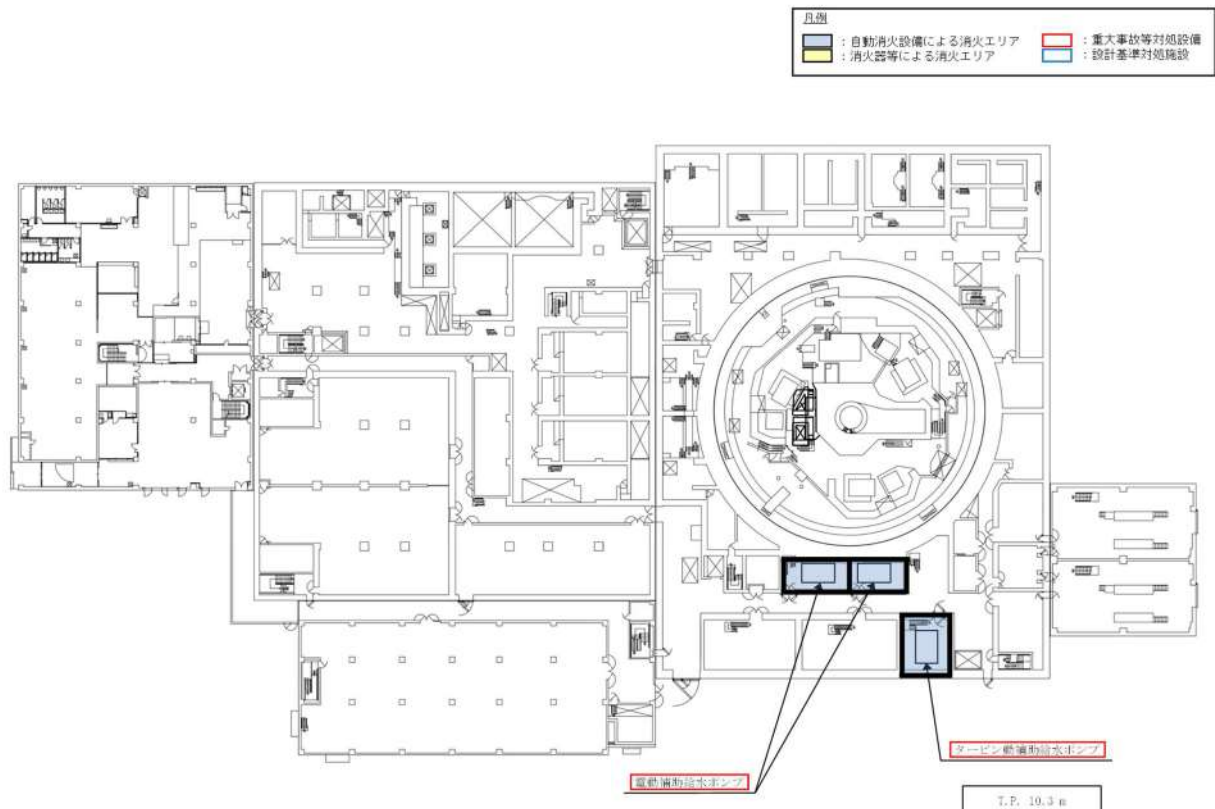 凡例
：自動消火設備による消火エリア
：重大事故等対処設備
：消火器等による消火エリア
：設計基準対処施設
タービン動補助給水ポンプ
電動補助給水ポンプ
T.P. 10.3 m